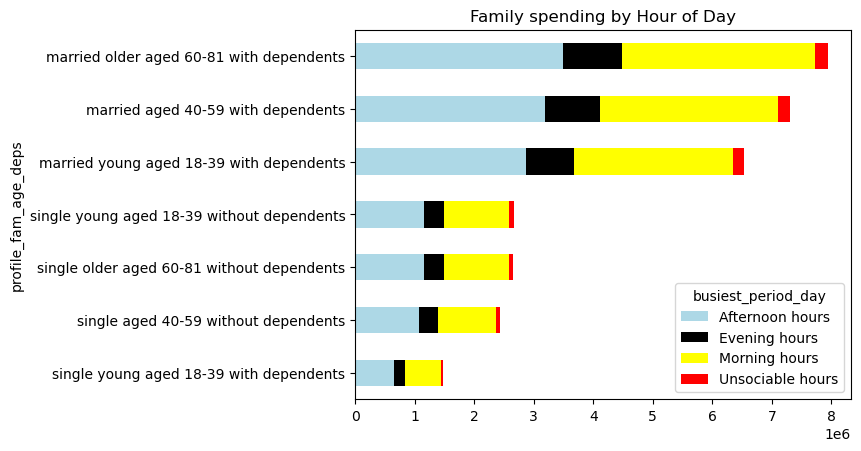 Family spending by Hour of Day
profile_fam_age_deps
married older aged 60-81 with dependents
married aged 40-59 with dependents
married young aged 18-39 with dependents
single young aged 18-39 without dependents
single older aged 60-81 without dependents
single aged 40-59 without dependents
single young aged 18-39 with dependents
busiest_period_day
Afternoon hours
Evening hours
Morning hours
Unsociable hours
0 1 2 3 4 5 6 7 8
1e6